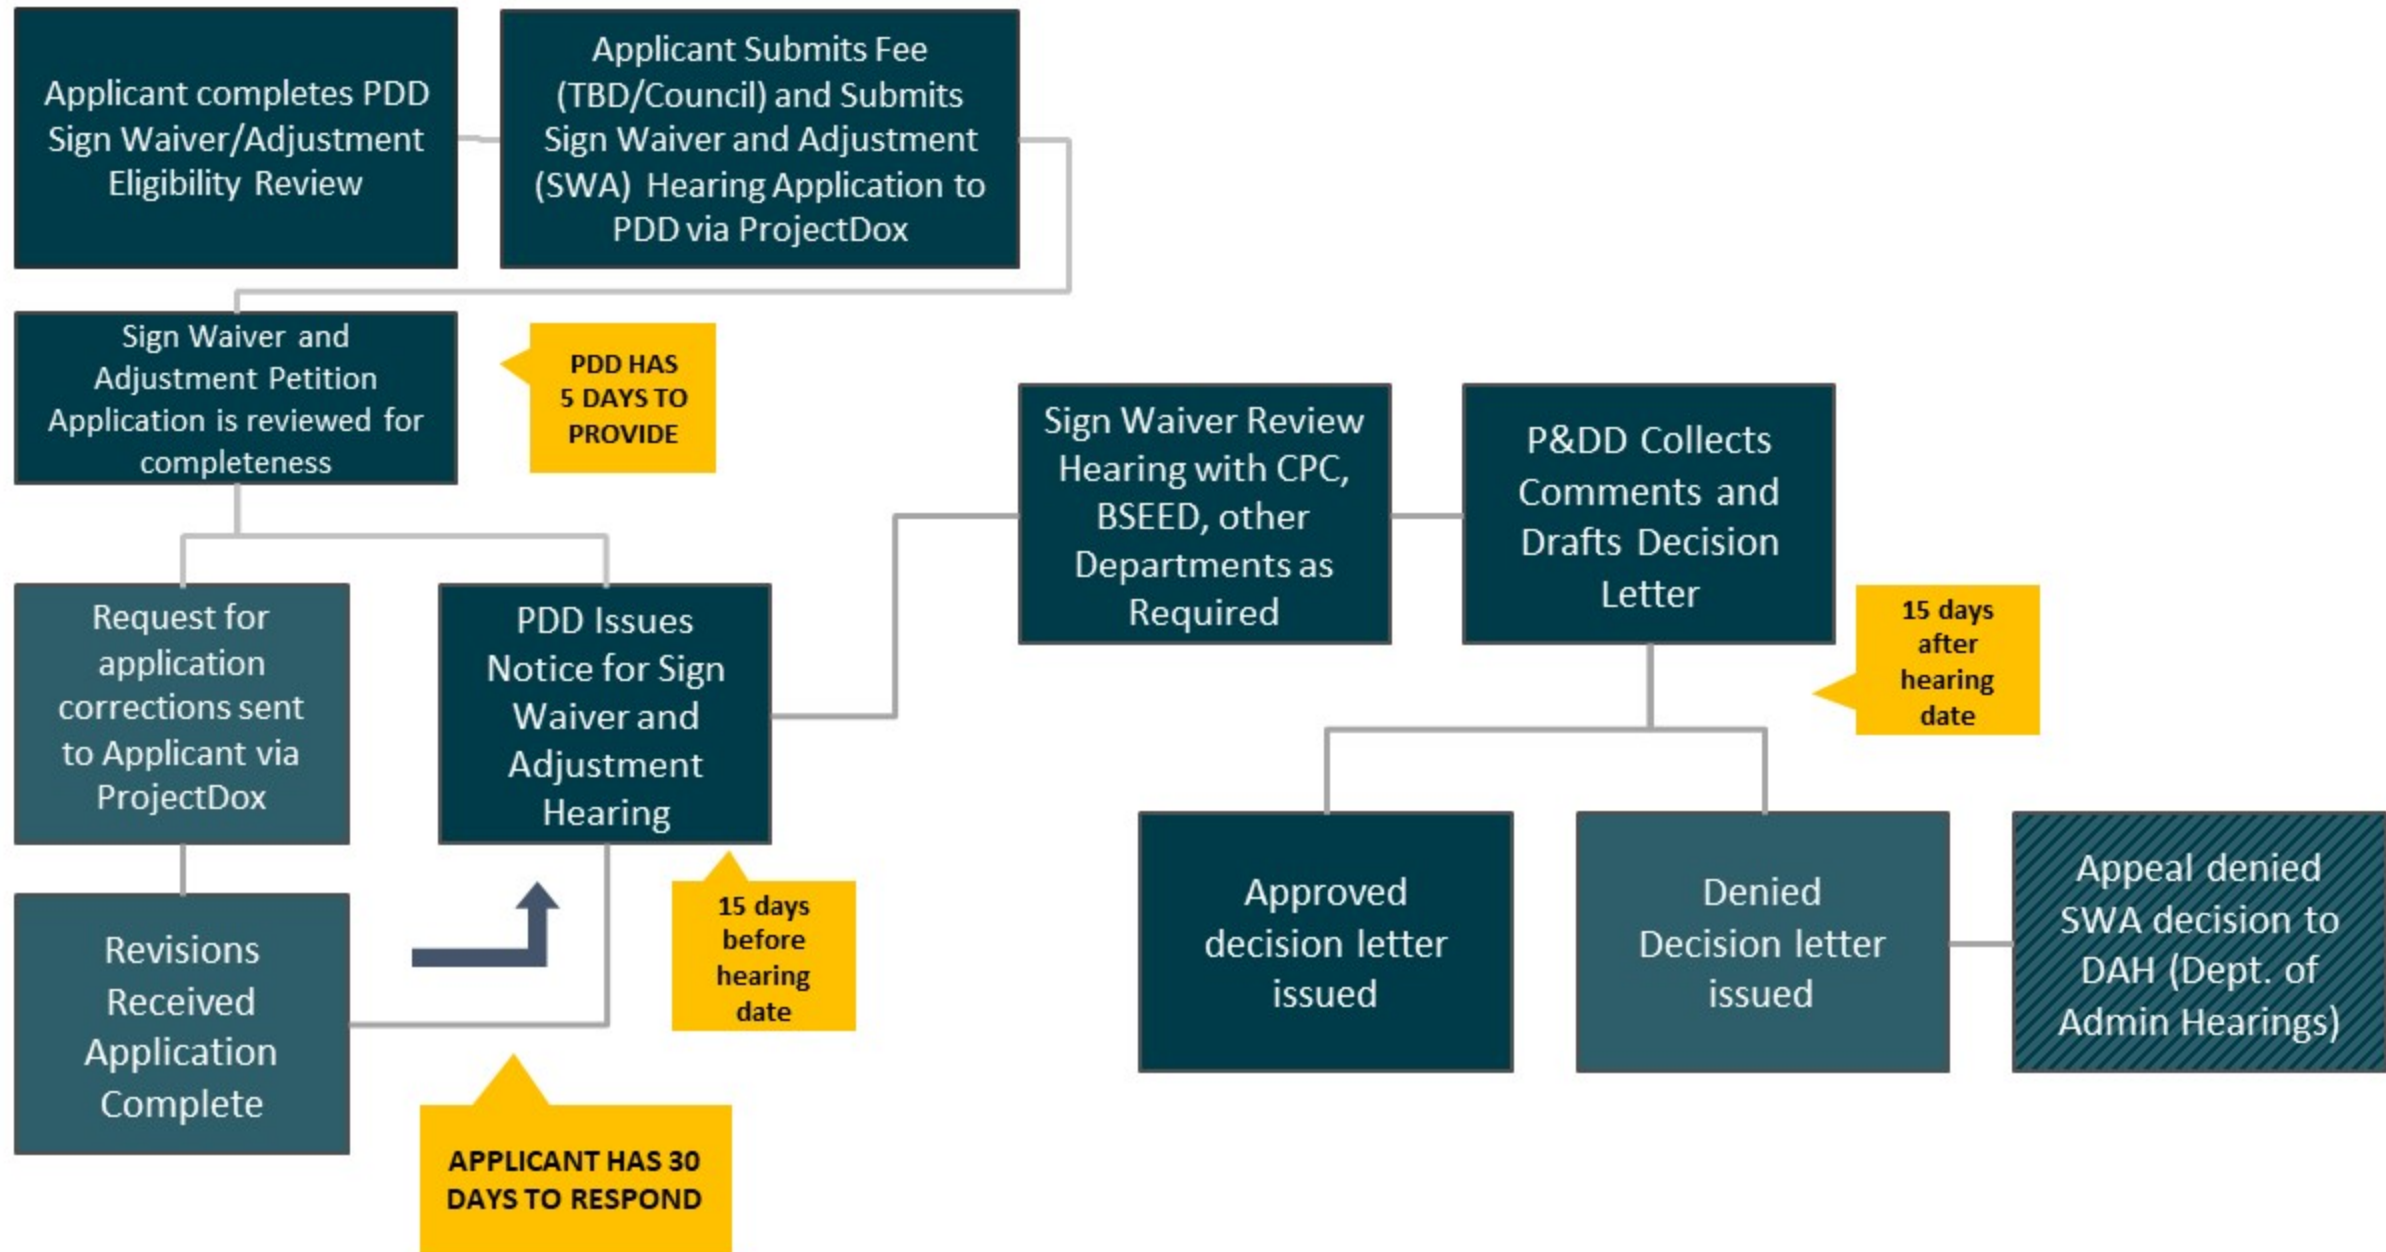 Applicant completes PDD
Sign Waiver/Adjustment
Eligibility Review
Applicant Submits Fee
(TBD/Council) and Submits
Sign Waiver and Adjustment
(SWA) Hearing Application to
PDD via ProjectDox
Sign Waiver and
Adjustment Petition
Application is reviewed for
completeness
PDD HAS
5 DAYS TO
PROVIDE
Request for
application
corrections sent
to Applicant via
ProjectDox
Revisions
Received
Application
Complete
APPLICANT HAS 30
DAYS TO RESPOND
PDD Issues
Notice for Sign
Waiver and
Adjustment
Hearing
15 days
before
hearing
date
Sign Waiver Review
Hearing with CPC,
BSEED, other
Departments as
Required
P&DD Collects
Comments and
Drafts Decision
Letter
15 days
after
hearing
date
Approved
decision letter
issued
Denied
Decision letter
issued
Appeal denied
SWA decision to
DAH (Dept. of
Admin Hearings)